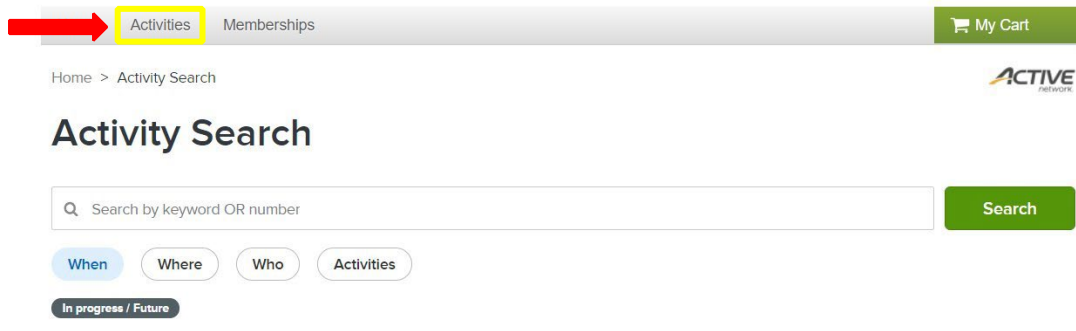 Activities Memberships My Cart
Home > Activity Search
ACTIVE
network
Activity Search
Search by keyword OR number Search
When Where Who Activities
In progress / Future